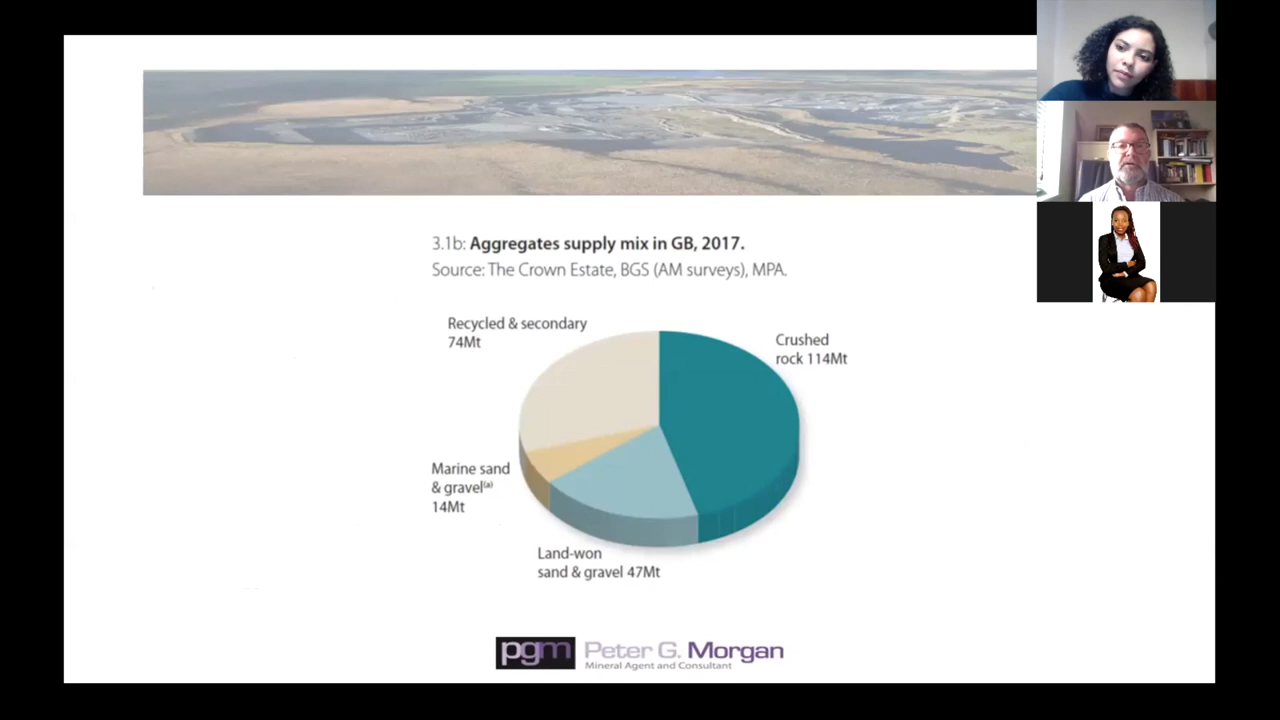 3.1b: Aggregates supply mix in GB, 2017.
Source: The Crown Estate, BGS (AM surveys), MPA.
Recycled & secondary
74Mt
Crushed
rock 114Mt
Marine sand
& gravel(a)
14Mt
Land-won
sand & gravel 47Mt
pgm Peter G. Morgan
Mineral Agent and Consultant